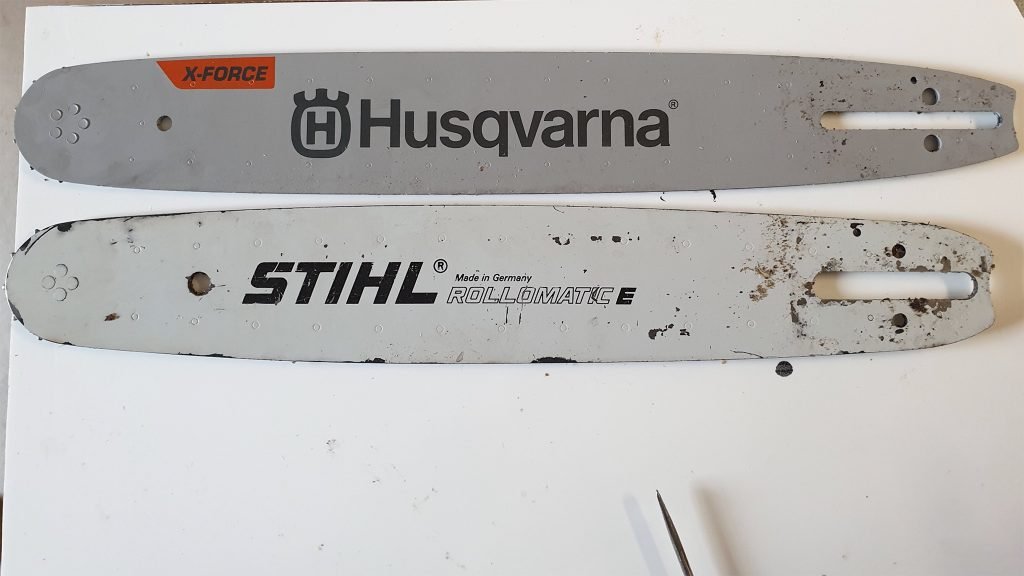 X-FORCE
Husqvarna®
STIHL®
Made in Germany
ROLLOMATIC E